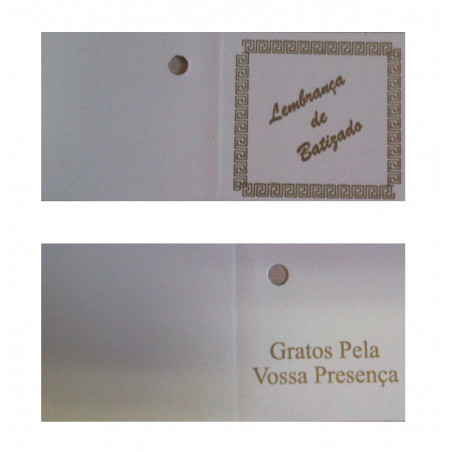 Lembrança
de
Batizado
Gratos Pela
Vossa Presença